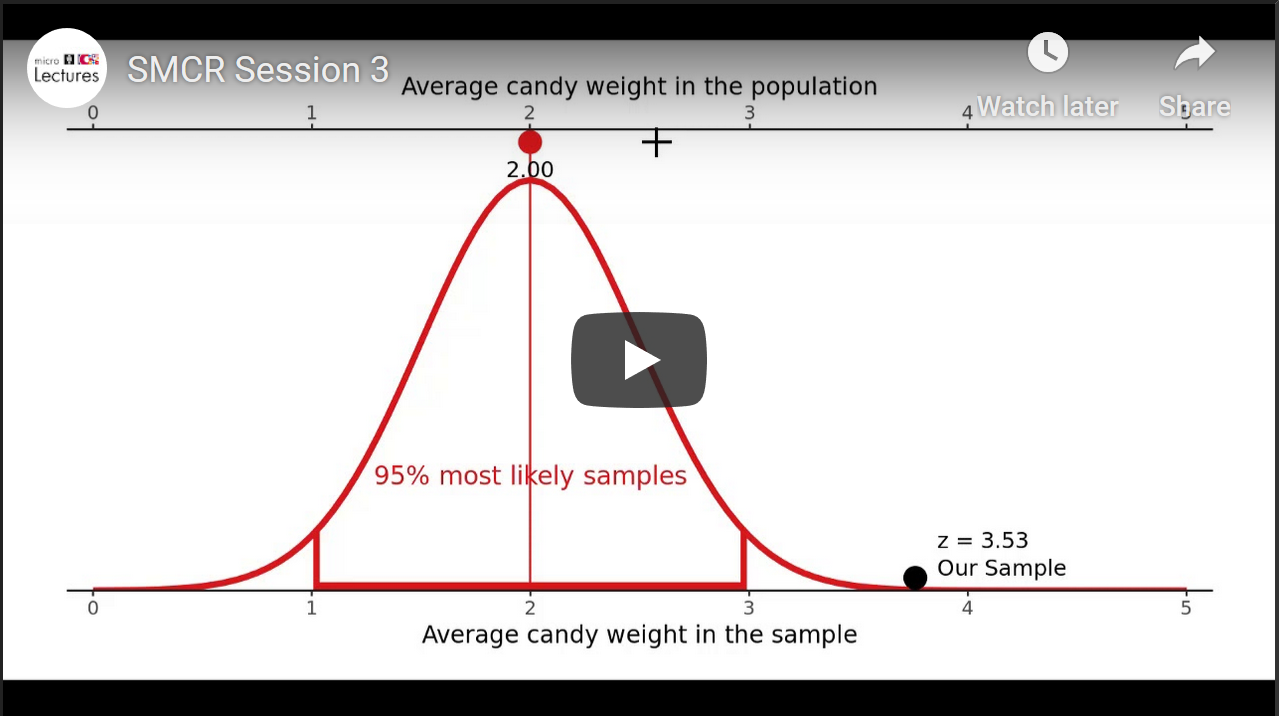 micro
Lectures
SMCR Session 3
Watch later
Share
Average candy weight in the population
0 1 2 3 4 5
2.00
95% most likely samples
z = 3.53
Our Sample
0 1 2 3 4 5
Average candy weight in the sample